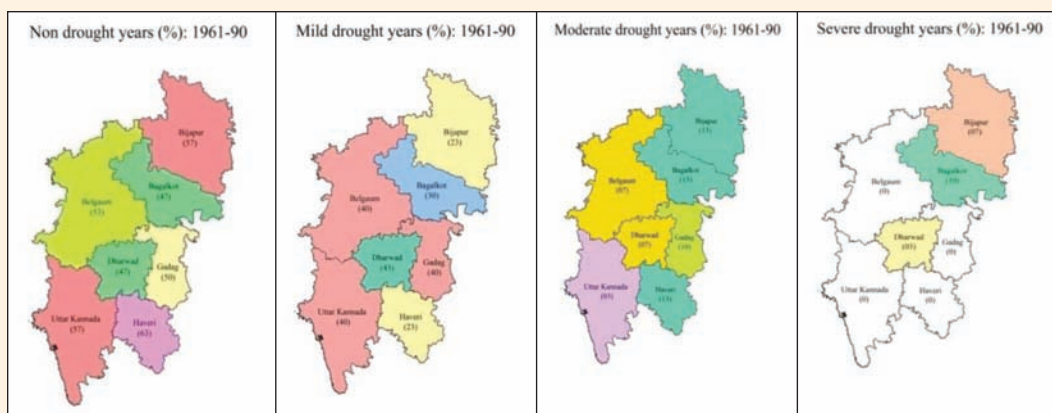 Non drought years (%): 1961-90
Bijapur
(57)
Bagalkot
(47)
Belgaum
(53)
Dharwad
(47)
Gadag
(50)
Uttar Kannada
(57)
Haveri
(63)
Mild drought years (%): 1961-90
Bijapur
(23)
Bagalkot
(30)
Belgaum
(40)
Dharwad
(43)
Gadag
(40)
Uttar Kannada
(40)
Haveri
(23)
Moderate drought years (%): 1961-90
Bijapur
(13)
Bagalkot
(13)
Belgaum
(07)
Dharwad
(07)
Gadag
(10)
Uttar Kannada
(03)
Haveri
(13)
Severe drought years (%): 1961-90
Bijapur
(07)
Bagalkot
(10)
Belgaum
(0)
Dharwad
(03)
Gadag
(0)
Uttar Kannada
(0)
Haveri
(0)